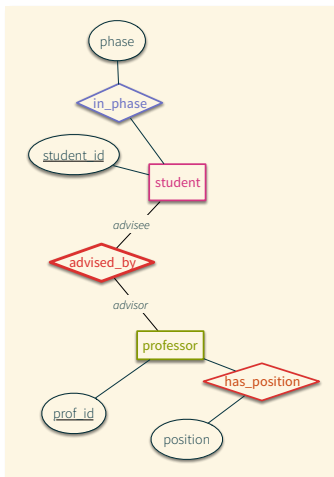 phase
in_phase
student_id
student
advisee
advised_by
advisor
professor
has_position
prof_id
position